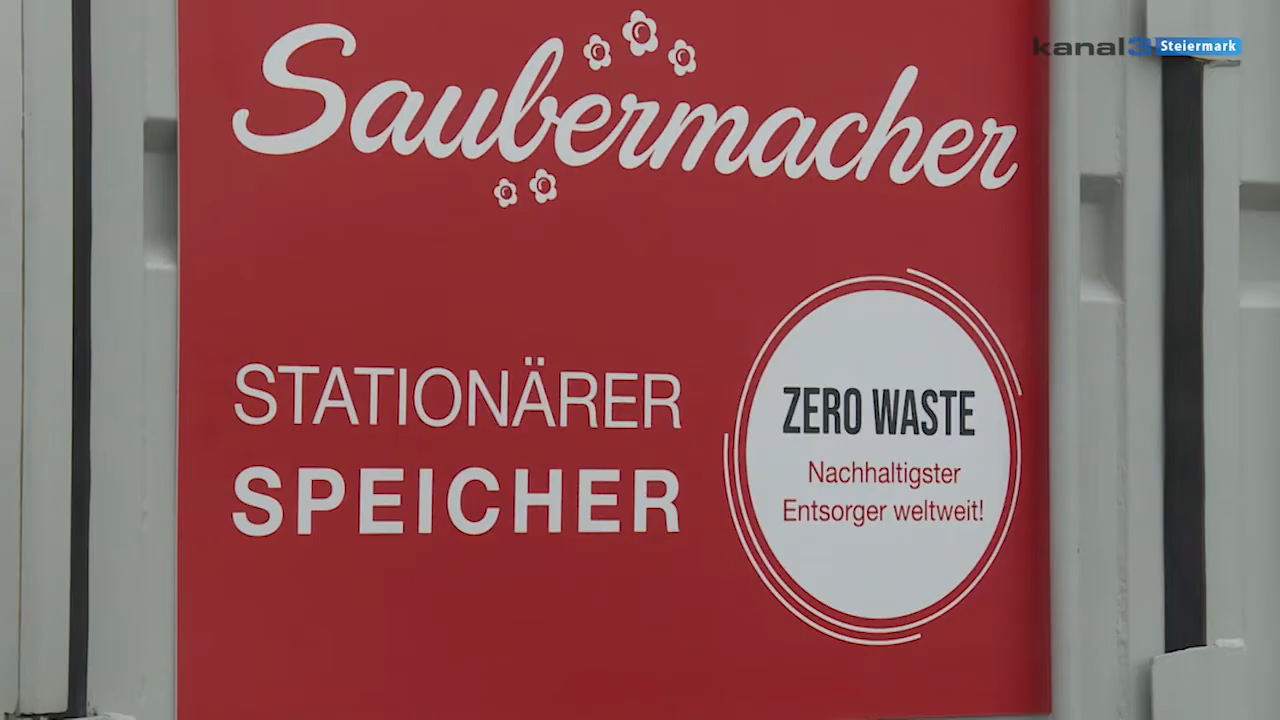 kanal3 Steiermark
Saubermacher
STATIONÄRER
SPEICHER
ZERO WASTE
Nachhaltigster
Entsorger weltweit!